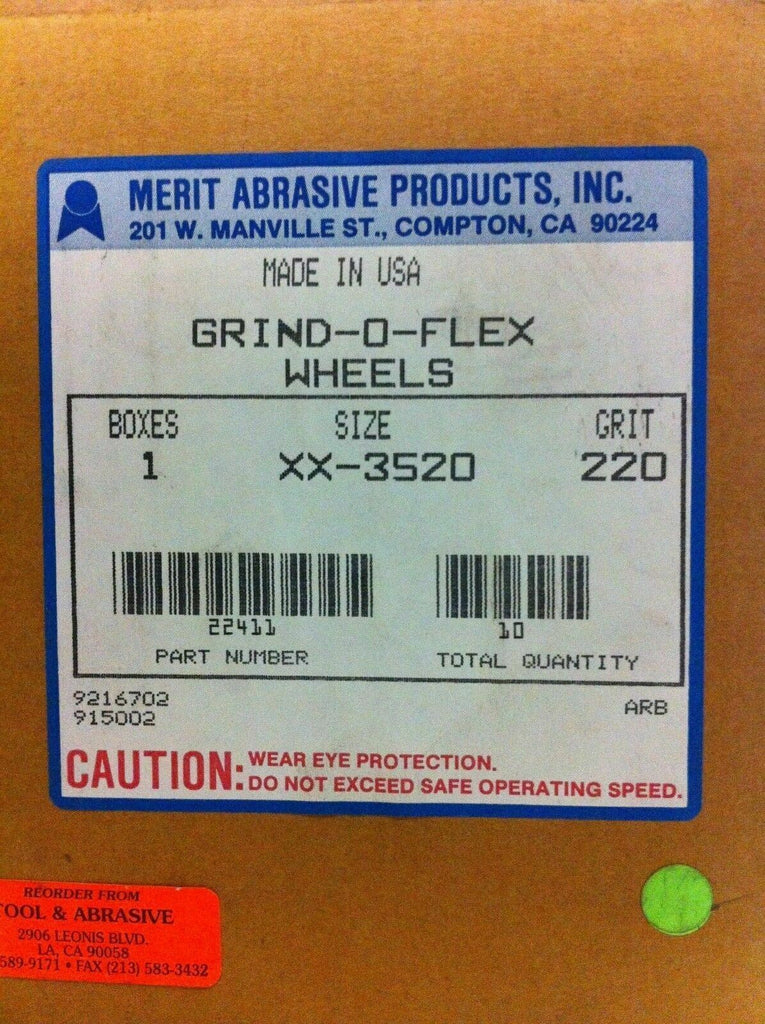 MERIT ABRASIVE PRODUCTS, INC.
201 W. MANVILLE ST., COMPTON, CA 90224
MADE IN USA
GRIND-O-FLEX
WHEELS
BOXES SIZE GRIT
1 XX-3520 220
22411 10
PART NUMBER TOTAL QUANTITY
9216702 ARB
915002
CAUTION: WEAR EYE PROTECTION.
DO NOT EXCEED SAFE OPERATING SPEED.
REORDER FROM
& ABRASIVE
2906 LEONIS BLVD.
LA, CA 90058
589-9171 • FAX (213) 583-3432